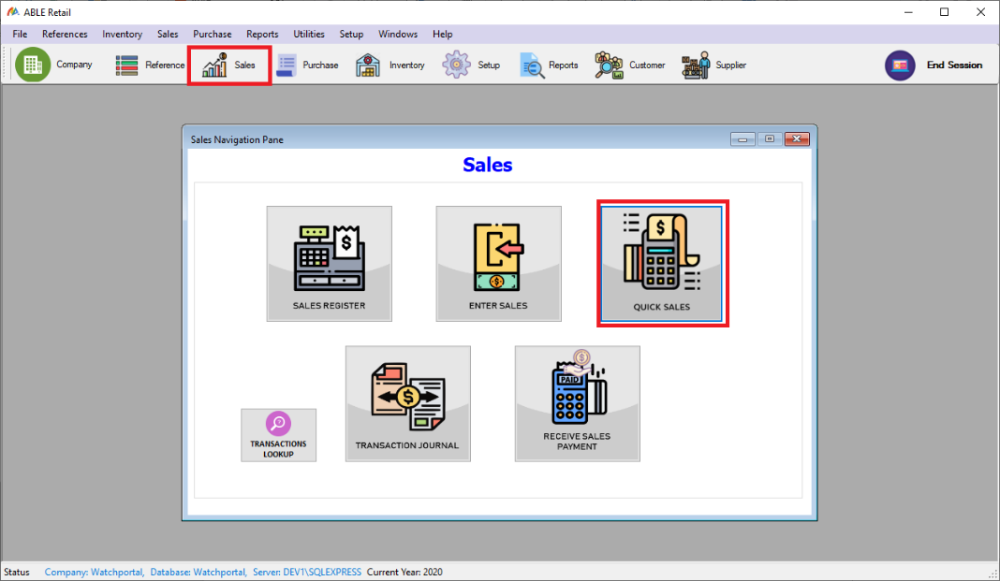 ABLE Retail
File References Inventory Sales Purchase Reports Utilities Setup Windows Help
Company Reference Sales Purchase Inventory Setup Reports Customer Supplier End Session
Sales Navigation Pane
Sales
SALES REGISTER
ENTER SALES
QUICK SALES
TRANSACTIONS
LOOKUP
TRANSACTION JOURNAL
PAID
RECEIVE SALES
PAYMENT
Status Company: Watchportal, Database: Watchportal, Server: DEV1\SQLEXPRESS Current Year: 2020